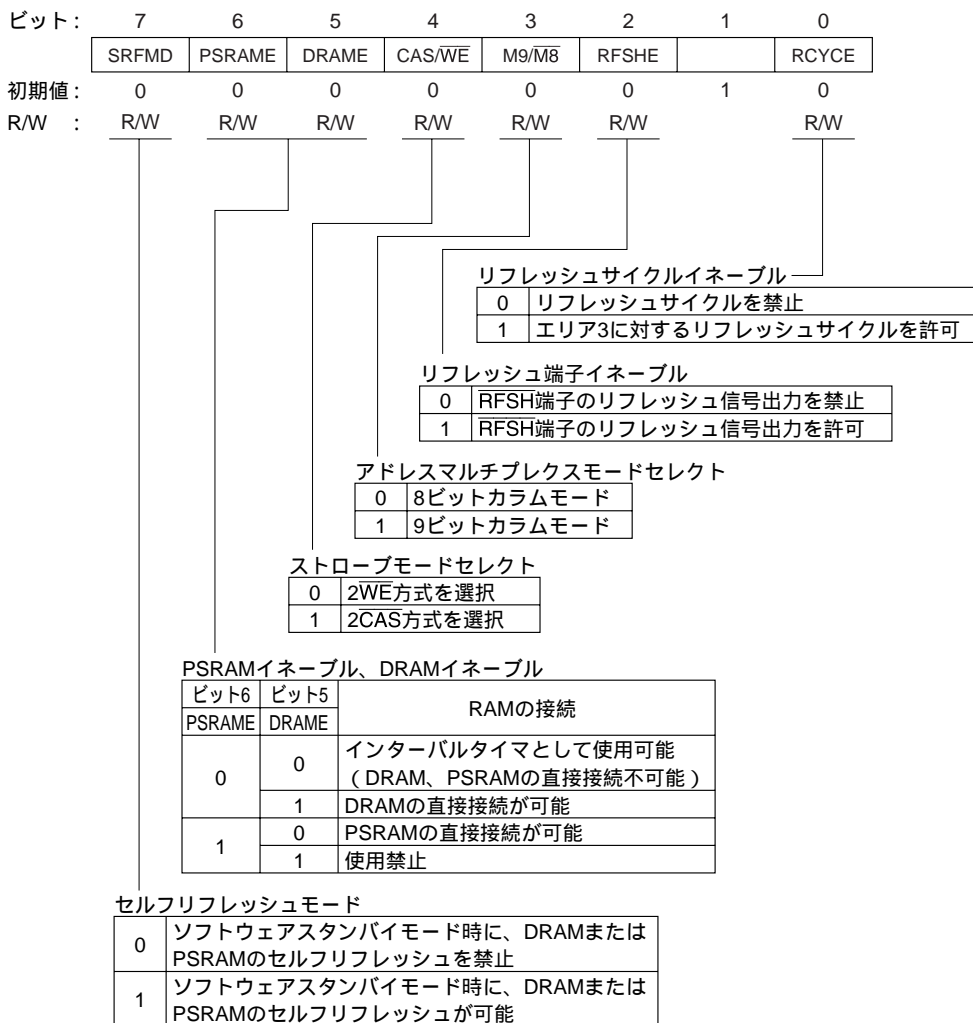 ビット: 7 6 5 4 3 2 1 0
SRFMD PSRAME DRAME CAS/W̅E̅ M9/M̅8̅ RFSHE RCYCE
初期値: 0 0 0 0 0 0 1 0
R/W : R/W R/W R/W R/W R/W R/W R/W
リフレッシュサイクルイネーブル
0 リフレッシュサイクルを禁止
1 エリア3に対するリフレッシュサイクルを許可
リフレッシュ端子イネーブル
0 R̅F̅S̅H̅端子のリフレッシュ信号出力を禁止
1 R̅F̅S̅H̅端子のリフレッシュ信号出力を許可
アドレスマルチプレクスモードセレクト
0 8ビットカラムモード
1 9ビットカラムモード
ストローブモードセレクト
0 2W̅E̅方式を選択
1 2C̅A̅S̅方式を選択
PSRAMイネーブル、DRAMイネーブル
ビット6 ビット5 RAMの接続
PSRAME DRAME
0 0 インターバルタイマとして使用可能
(DRAM、PSRAMの直接接続不可能)
1 DRAMの直接接続が可能
1 0 PSRAMの直接接続が可能
1 使用禁止
セルフリフレッシュモード
0 ソフトウェアスタンバイモード時に、DRAMまたは
PSRAMのセルフリフレッシュを禁止
1 ソフトウェアスタンバイモード時に、DRAMまたは
PSRAMのセルフリフレッシュが可能